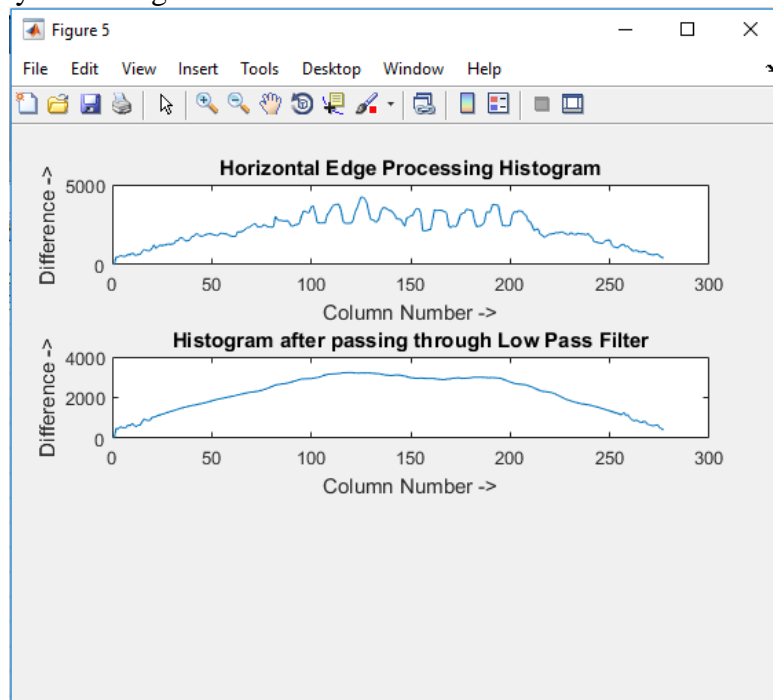 Figure 5
File Edit View Insert Tools Desktop Window Help
Horizontal Edge Processing Histogram
5000
0
Difference ->
0 50 100 150 200 250 300
Column Number ->
Histogram after passing through Low Pass Filter
4000
2000
0
Difference ->
0 50 100 150 200 250 300
Column Number ->